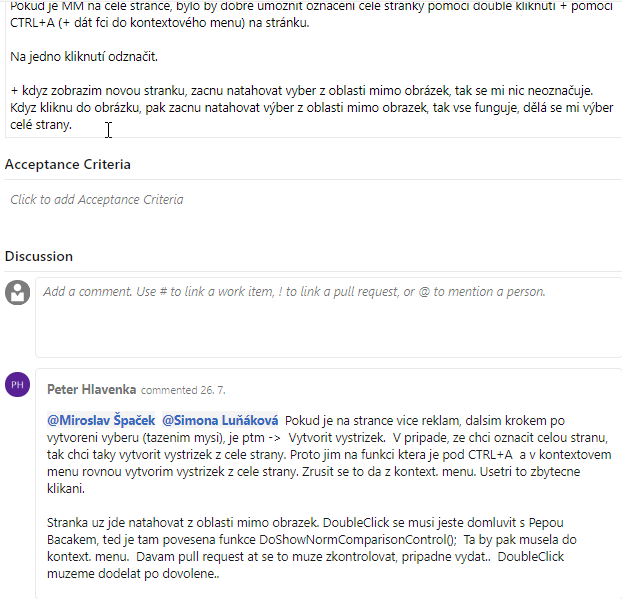 Pokud je MM na celé strance, bylo by dobré umožnit označení celé stránky pomocí double kliknutí + pomocí
CTRL+A (+ dát fci do kontextového menu) na stránku.
Na jedno kliknutí odznačit.
+ kdyz zobrazim novou stranku, zacnu natahovat vyber z oblasti mimo obrázek, tak se mi nic neoznačuje.
Kdyz kliknu do obrázku, pak zacnu natahovat výběr z oblasti mimo obrazek, tak vse funguje, dělá se mi výběr
celé strany.
Acceptance Criteria
Click to add Acceptance Criteria
Discussion
Add a comment. Use # to link a work item, ! to link a pull request, or @ to mention a person.
PH
Peter Hlavenka commented 26. 7.
@Miroslav Špaček @Simona Luňáková Pokud je na strance vice reklam, dalsim krokem po
vytvoreni vyberu (tazenim mysi), je ptm -> Vytvorit vystrizek. V pripade, ze chci oznacit celou stranu,
tak chci taky vytvorit vystrizek z cele strany. Proto jim na funkci ktera je pod CTRL+A a v kontextovem
menu rovnou vytvorim vystrizek z cele strany. Zrusit se to da z kontext. menu. Usetri to zbytecne
klikani.
Stranka uz jde natahovat z oblasti mimo obrazek. DoubleClick se musi jeste domluvit s Pepou
Bacakem, ted je tam povesena funkce DoShowNormComparisonControl(); Ta by pak musela do
kontext. menu. Davam pull request at se to muze zkontrolovat, pripadne vydat.. DoubleClick
muzeme dodelat po dovolene..